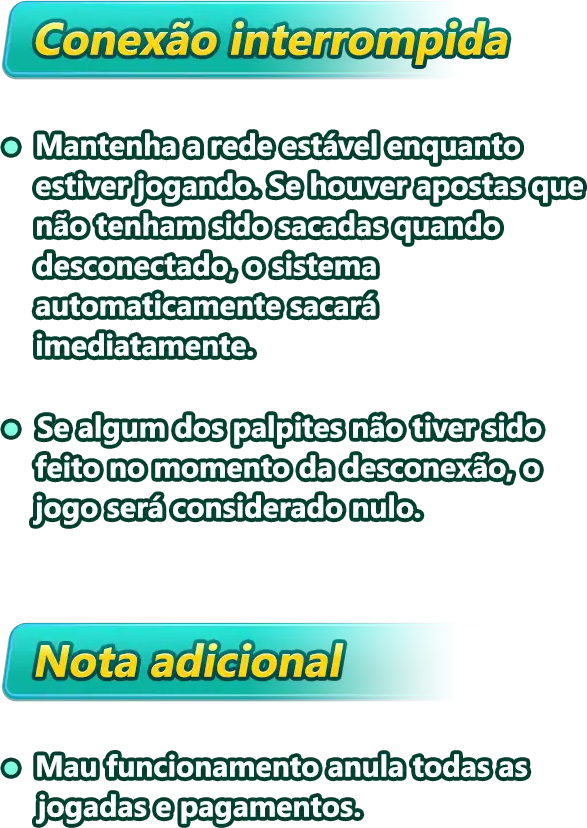 Conexão interrompida
Mantenha a rede estável enquanto
estiver jogando. Se houver apostas que
não tenham sido sacadas quando
desconectado, o sistema
automaticamente sacará
imediatamente.
Se algum dos palpites não tiver sido
feito no momento da desconexão, o
jogo será considerado nulo.
Nota adicional
Mau funcionamento anula todas as
jogadas e pagamentos.